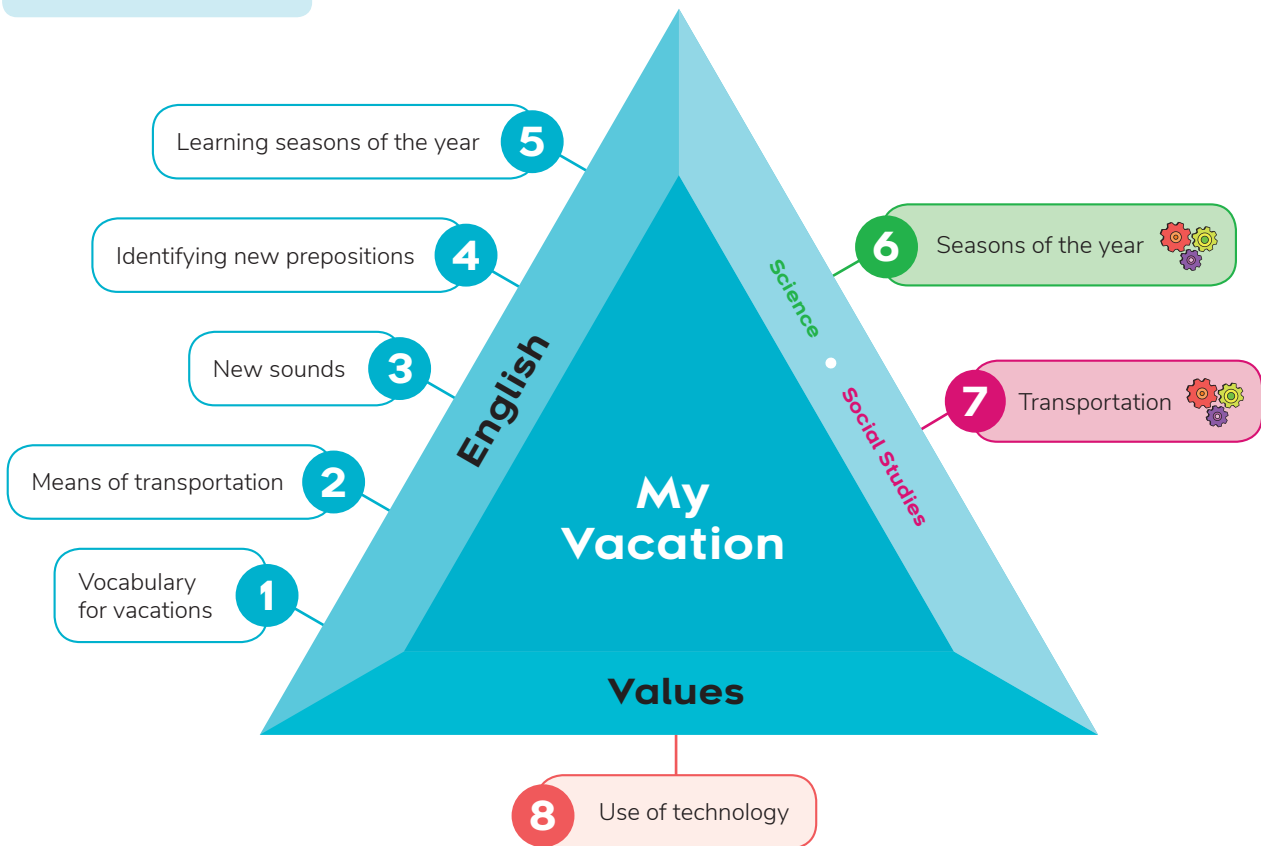 5
Learning seasons of the year
4
Identifying new prepositions
3
New sounds
2
Means of transportation
1
Vocabulary
for vacations
English
My
Vacation
Values
Science
Social Studies
6
Seasons of the year
7
Transportation
8
Use of technology